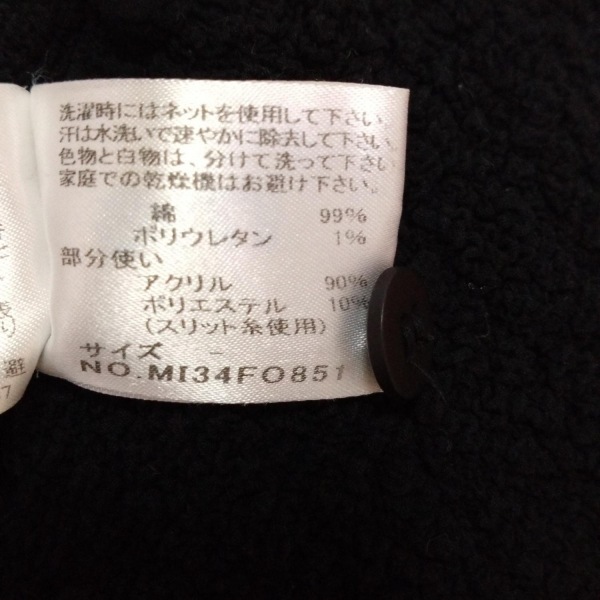 洗濯時にはネットを使用して下さい。
汗は水洗いで速やかに除去して下さい
色物と白物は、分けて洗って下さい
家庭での乾燥機はお避け下さい。
綿 99%
ポリウレタン 1%
部分使い
アクリル 90%
ポリエステル 10%
(スリット糸使用)
サイズ -
NO.MI34FO851
避
7